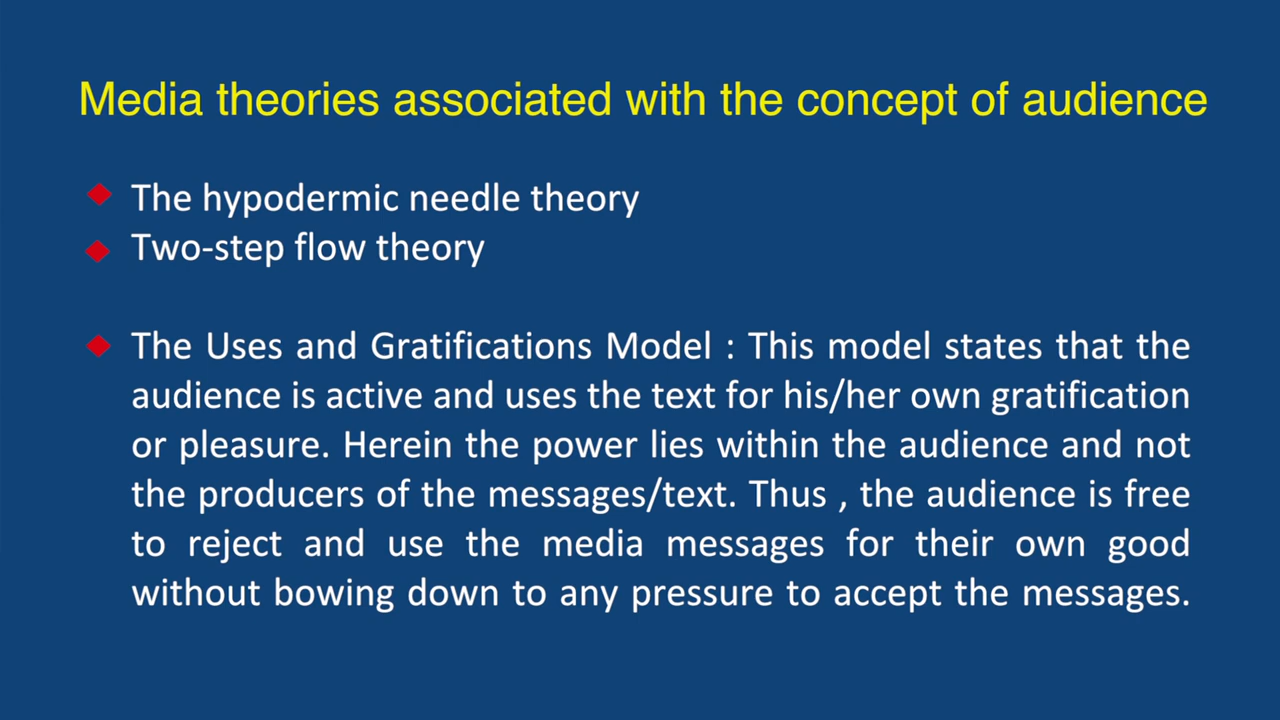 Media theories associated with the concept of audience
The hypodermic needle theory
Two-step flow theory
The Uses and Gratifications Model : This model states that the
audience is active and uses the text for his/her own gratification
or pleasure. Herein the power lies within the audience and not
the producers of the messages/text. Thus , the audience is free
to reject and use the media messages for their own good
without bowing down to any pressure to accept the messages.